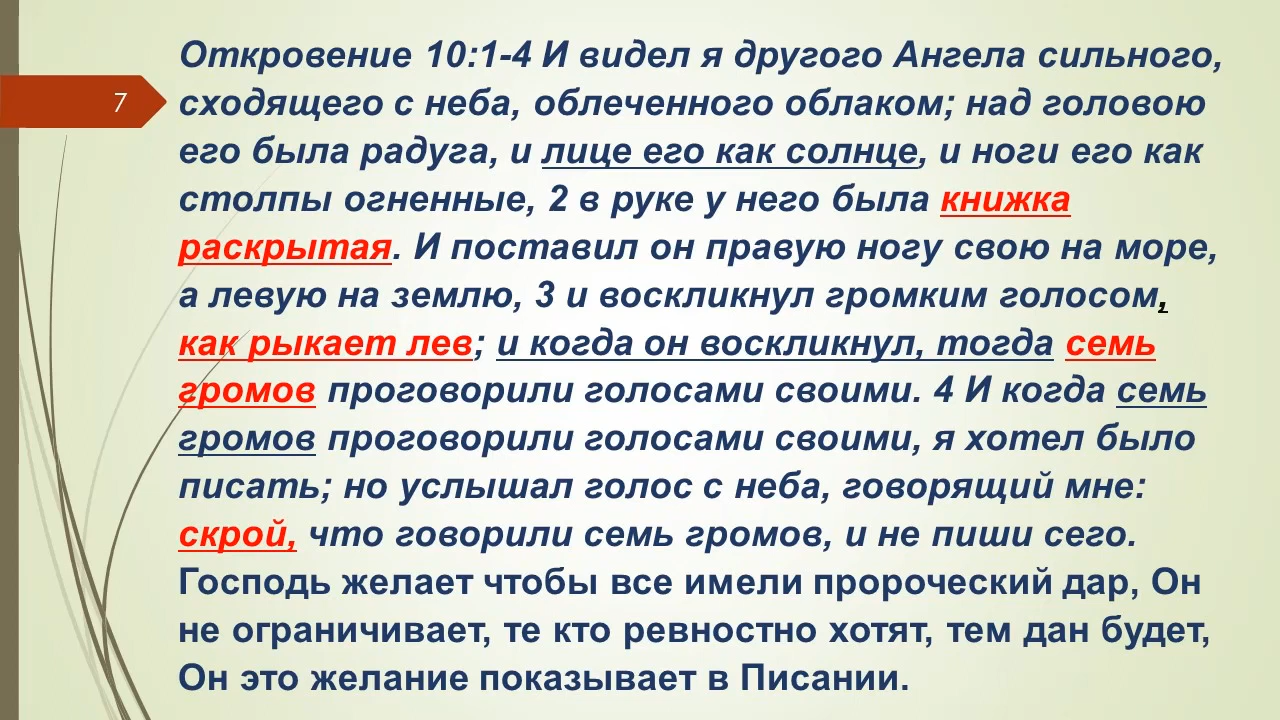 7
Откровение 10:1-4 И видел я другого Ангела сильного,
сходящего с неба, облеченного облаком; над головою
его была радуга, и лице его как солнце, и ноги его как
столпы огненные, 2 в руке у него была книжка
раскрытая. И поставил он правую ногу свою на море,
а левую на землю, 3 и воскликнул громким голосом,
как рыкает лев; и когда он воскликнул, тогда семь
громов проговорили голосами своими. 4 И когда семь
громов проговорили голосами своими, я хотел было
писать; но услышал голос с неба, говорящий мне:
скрой, что говорили семь громов, и не пиши сего.
Господь желает чтобы все имели пророческий дар, Он
не ограничивает, те кто ревностно хотят, тем дан будет,
Он это желание показывает в Писании.